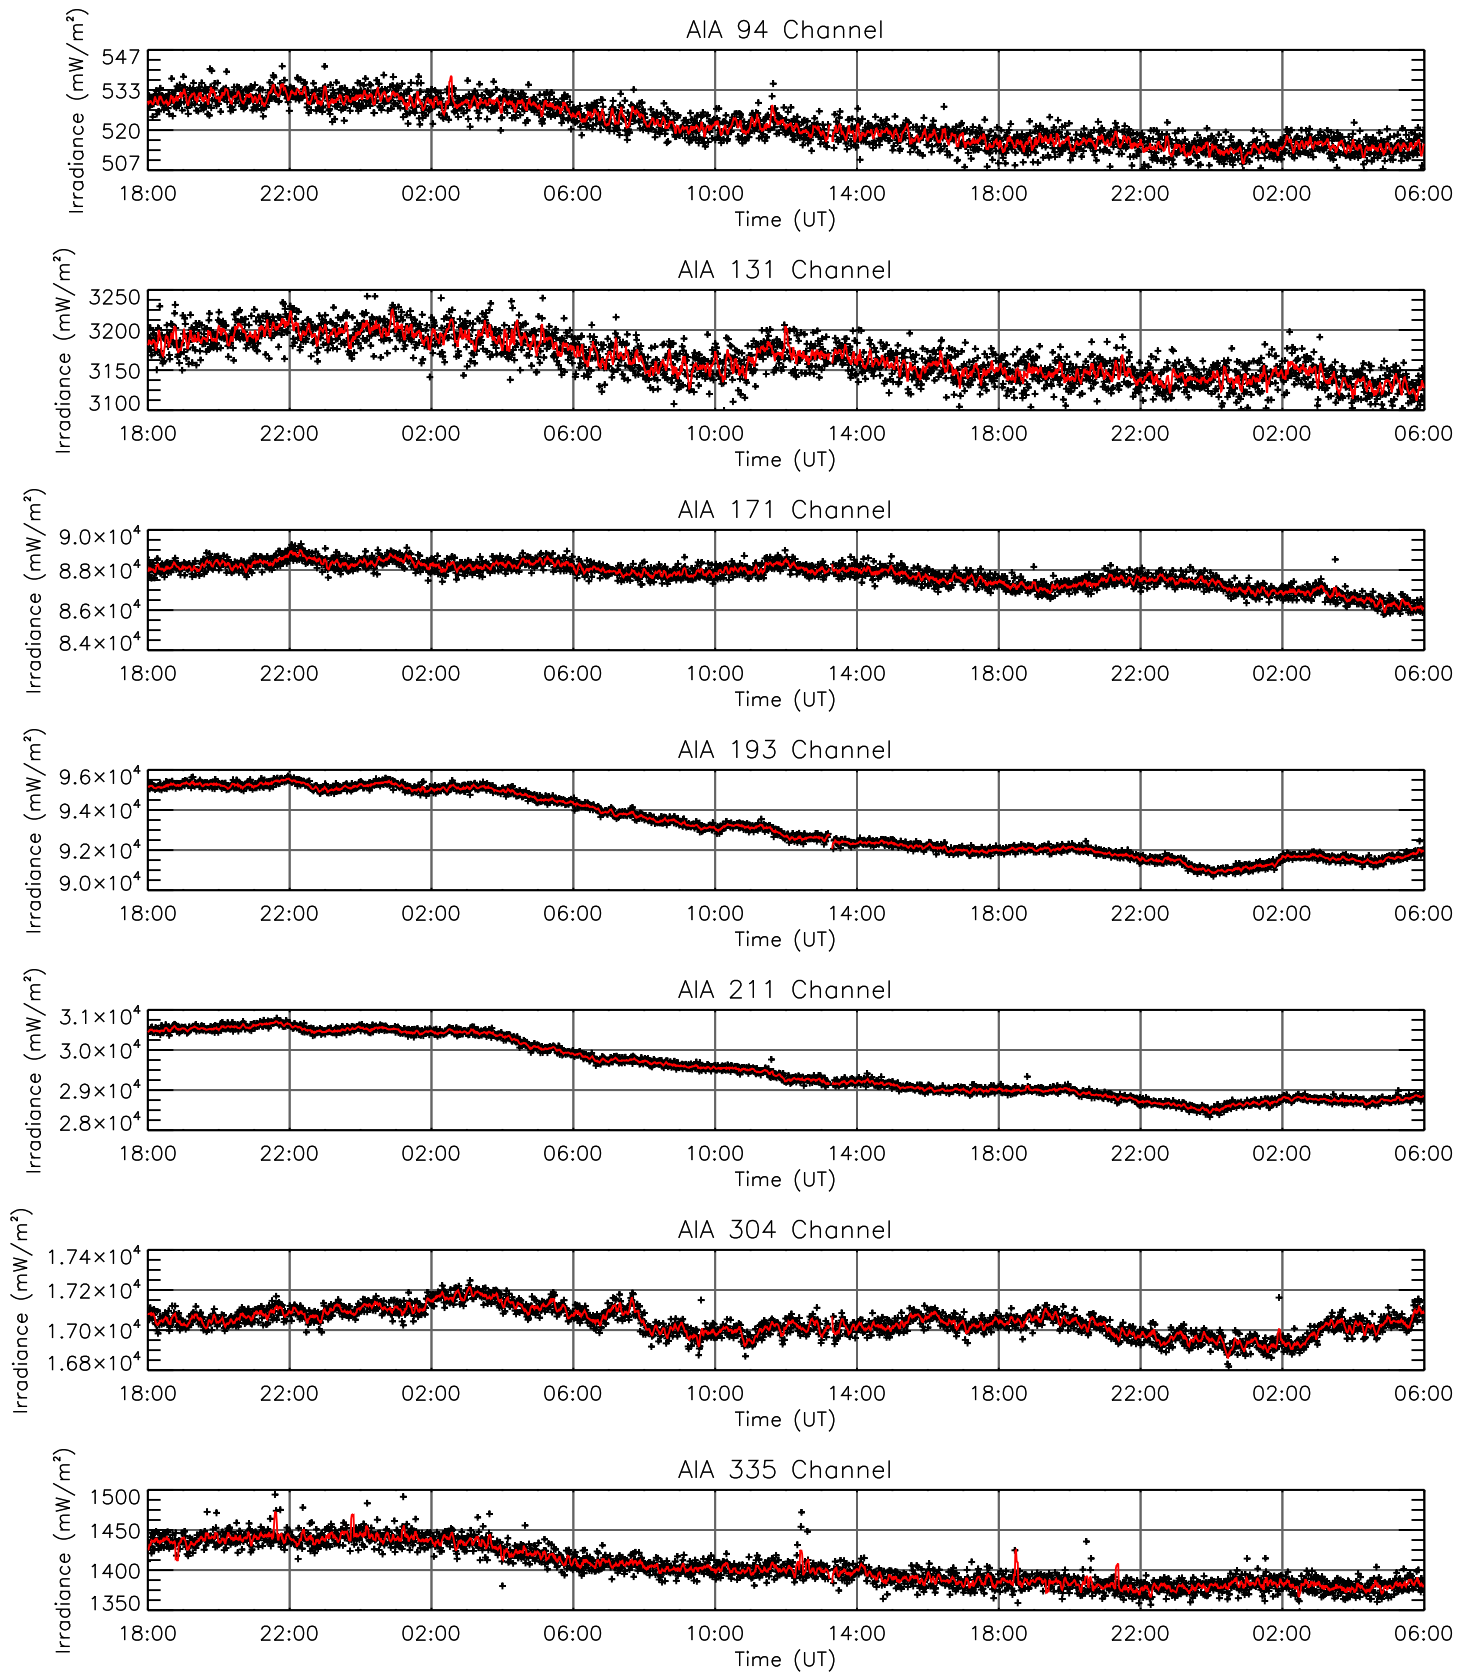 AIA 94 Channel
Irradiance (mW/m²)
547
533
520
507
18:00 22:00 02:00 06:00 10:00 14:00 18:00 22:00 02:00 06:00
Time (UT)
AIA 131 Channel
Irradiance (mW/m²)
3250
3200
3150
3100
18:00 22:00 02:00 06:00 10:00 14:00 18:00 22:00 02:00 06:00
Time (UT)
AIA 171 Channel
Irradiance (mW/m²)
9.0×10⁴
8.8×10⁴
8.6×10⁴
8.4×10⁴
18:00 22:00 02:00 06:00 10:00 14:00 18:00 22:00 02:00 06:00
Time (UT)
AIA 193 Channel
Irradiance (mW/m²)
9.6×10⁴
9.4×10⁴
9.2×10⁴
9.0×10⁴
18:00 22:00 02:00 06:00 10:00 14:00 18:00 22:00 02:00 06:00
Time (UT)
AIA 211 Channel
Irradiance (mW/m²)
3.1×10⁴
3.0×10⁴
2.9×10⁴
2.8×10⁴
18:00 22:00 02:00 06:00 10:00 14:00 18:00 22:00 02:00 06:00
Time (UT)
AIA 304 Channel
Irradiance (mW/m²)
1.74×10⁴
1.72×10⁴
1.70×10⁴
1.68×10⁴
18:00 22:00 02:00 06:00 10:00 14:00 18:00 22:00 02:00 06:00
Time (UT)
AIA 335 Channel
Irradiance (mW/m²)
1500
1450
1400
1350
18:00 22:00 02:00 06:00 10:00 14:00 18:00 22:00 02:00 06:00
Time (UT)